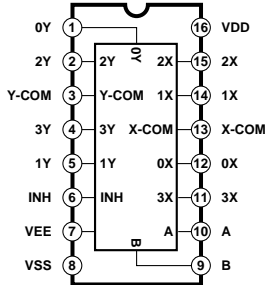 0Y 1 16 VDD
0Y
2Y 2 2Y 2X 15 2X
Y-COM 3 Y-COM 1X 14 1X
3Y 4 3Y X-COM 13 X-COM
1Y 5 1Y 0X 12 0X
INH 6 INH 3X 11 3X
VEE 7 A 10 A
B
VSS 8 9 B